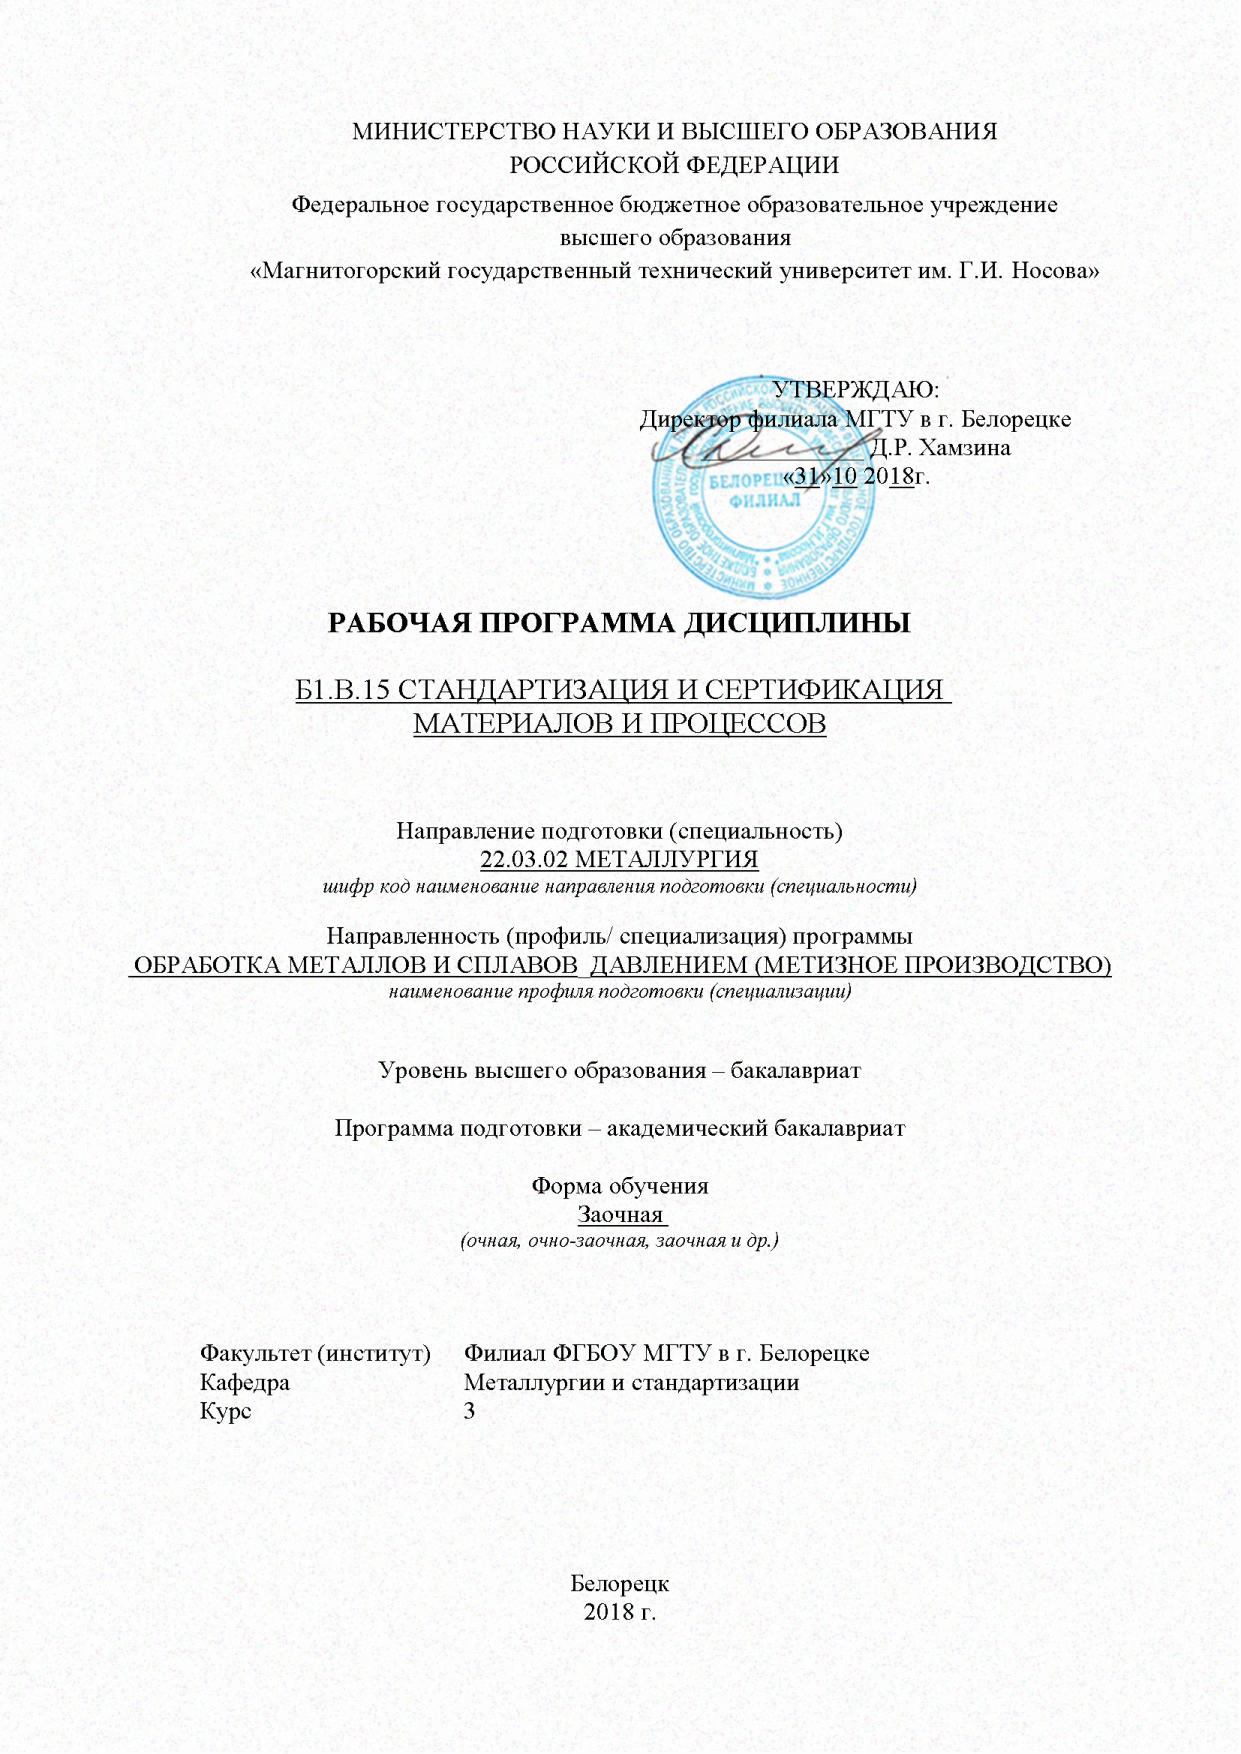 МИНИСТЕРСТВО НАУКИ И ВЫСШЕГО ОБРАЗОВАНИЯ
РОССИЙСКОЙ ФЕДЕРАЦИИ
Федеральное государственное бюджетное образовательное учреждение
высшего образования
«Магнитогорский государственный технический университет им. Г.И. Носова»
УТВЕРЖДАЮ:
Директор филиала МГТУ в г. Белорецке
Д.Р. Хамзина
«31»10 2018г.
БЕЛОРЕЦКИЙ
ФИЛИАЛ
РАБОЧАЯ ПРОГРАММА ДИСЦИПЛИНЫ
Б1.В.15 СТАНДАРТИЗАЦИЯ И СЕРТИФИКАЦИЯ
МАТЕРИАЛОВ И ПРОЦЕССОВ
Направление подготовки (специальность)
22.03.02 МЕТАЛЛУРГИЯ
шифр код наименование направления подготовки (специальности)
Направленность (профиль/ специализация) программы
ОБРАБОТКА МЕТАЛЛОВ И СПЛАВОВ ДАВЛЕНИЕМ (МЕТИЗНОЕ ПРОИЗВОДСТВО)
наименование профиля подготовки (специализации)
Уровень высшего образования – бакалавриат
Программа подготовки – академический бакалавриат
Форма обучения
Заочная
(очная, очно-заочная, заочная и др.)
Факультет (институт) Филиал ФГБОУ МГТУ в г. Белорецке
Кафедра Металлургии и стандартизации
Курс 3
Белорецк
2018 г.